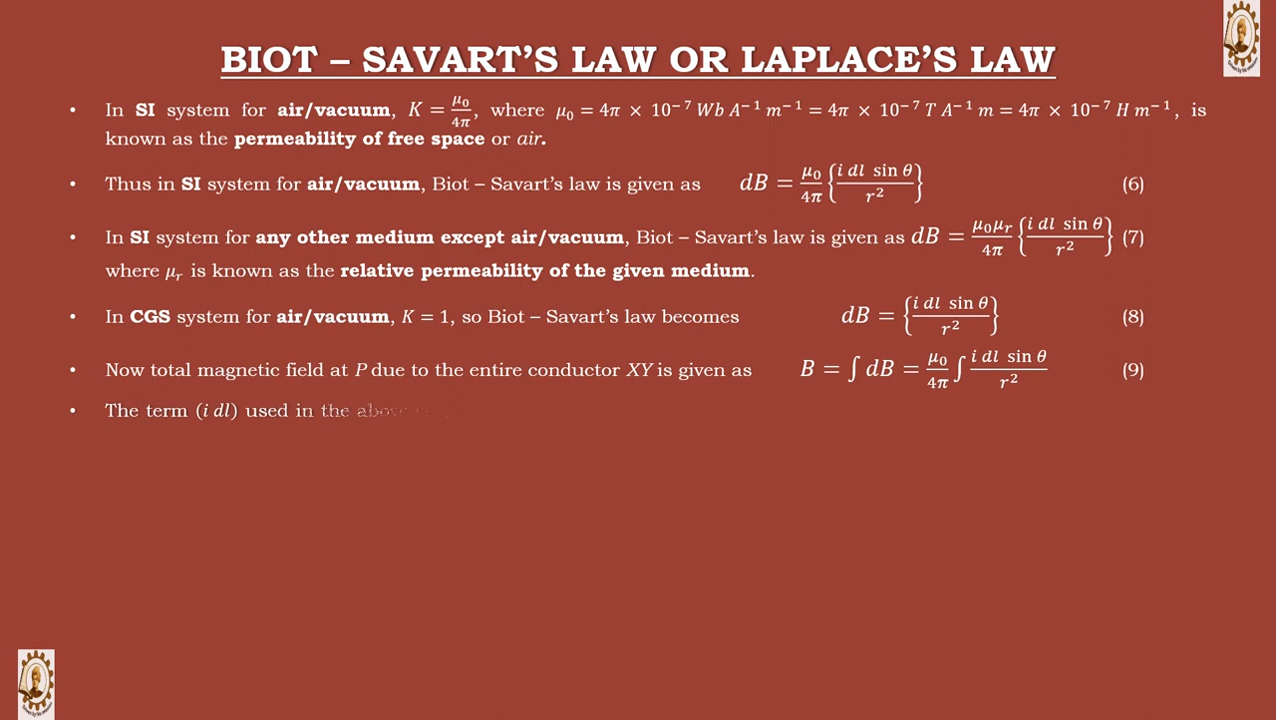 BIOT – SAVART'S LAW OR LAPLACE'S LAW
• In SI system for air/vacuum, K = μ₀/4π, where μ₀ = 4π × 10⁻⁷ Wb A⁻¹ m⁻¹ = 4π × 10⁻⁷ T A⁻¹ m = 4π × 10⁻⁷ H m⁻¹, is
known as the permeability of free space or air.
• Thus in SI system for air/vacuum, Biot – Savart's law is given as dB = μ₀/4π {i dl sin θ/r²} (6)
• In SI system for any other medium except air/vacuum, Biot – Savart's law is given as dB = μ₀μᵣ/4π {i dl sin θ/r²} (7)
where μᵣ is known as the relative permeability of the given medium.
• In CGS system for air/vacuum, K = 1, so Biot – Savart's law becomes dB = {i dl sin θ/r²} (8)
• Now total magnetic field at P due to the entire conductor XY is given as B = ∫ dB = μ₀/4π ∫ i dl sin θ/r² (9)
• The term (i dl) used in the above